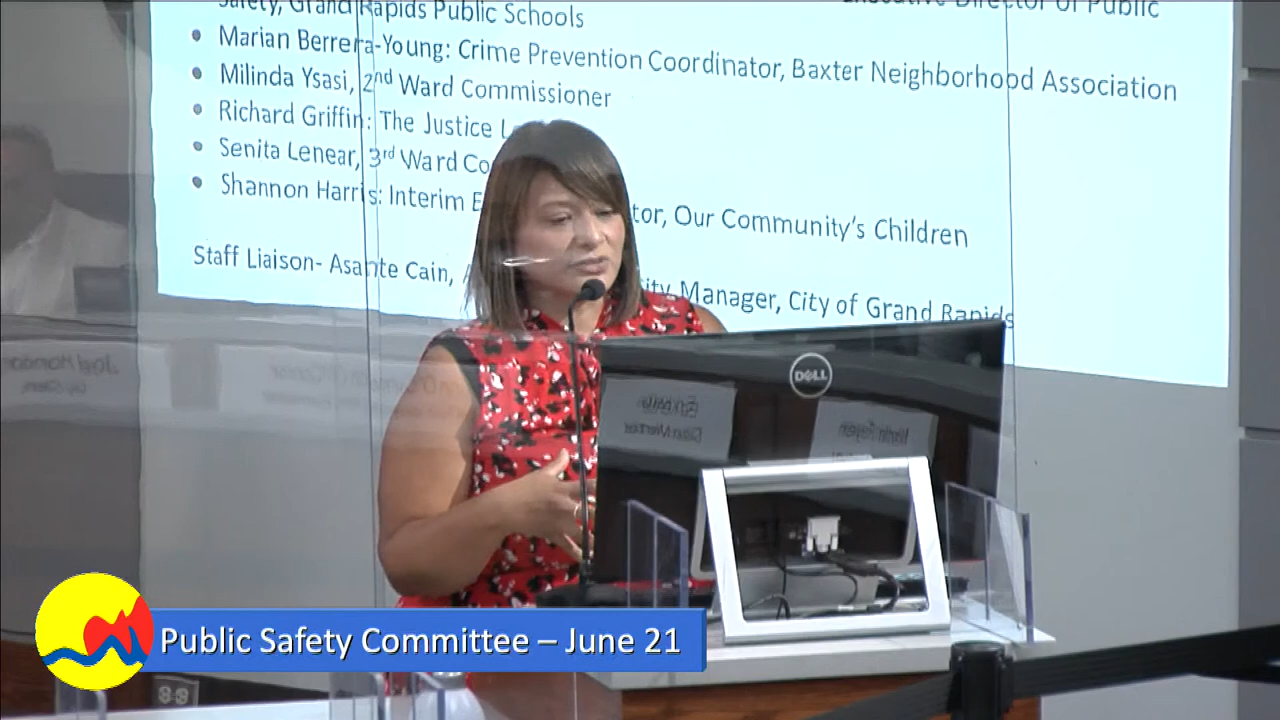 Executive Director of Public
Safety, Grand Rapids Public Schools
• Marian Berrera-Young: Crime Prevention Coordinator, Baxter Neighborhood Association
• Milinda Ysasi, 2nd Ward Commissioner
• Richard Griffin: The Justice
• Senita Lenear, 3rd Ward
• Shannon Harris: Interim Our Community's Children
Staff Liaison- Asante Cain, Manager, City of Grand Rapids
DELL
Public Safety Committee – June 21